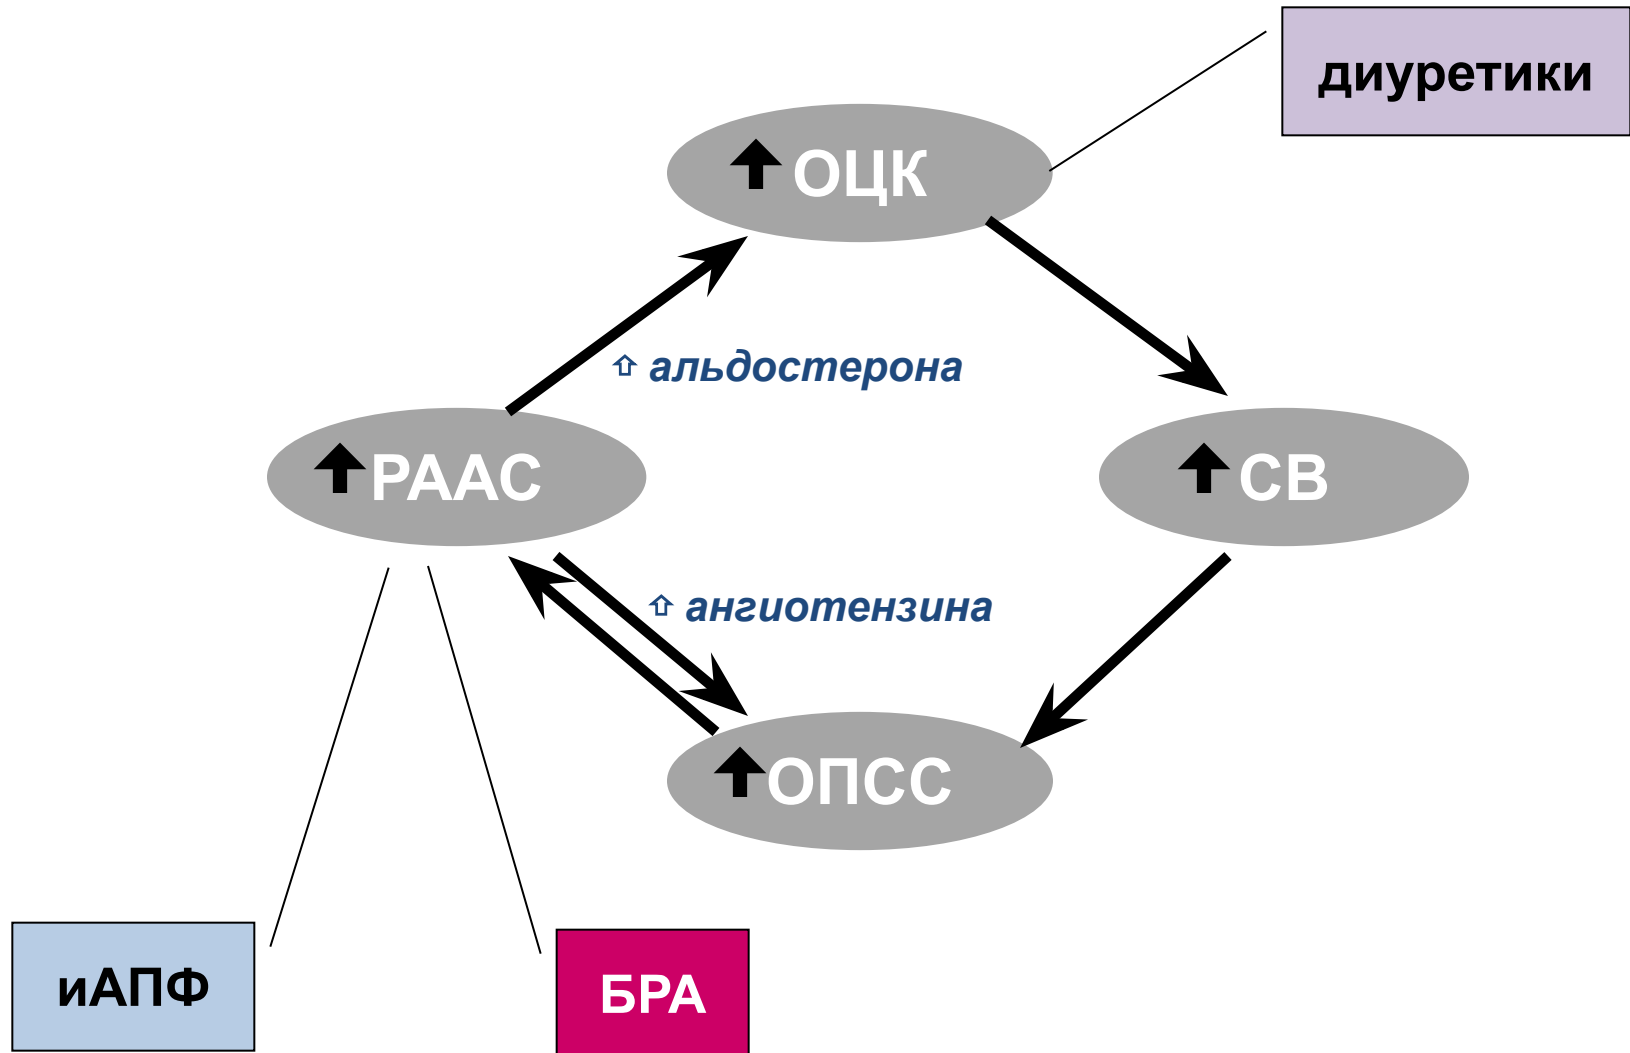 диуретики
⬆ ОЦК
⇧ альдостерона
⬆РААС
⬆СВ
⇧ ангиотензина
⬆ОПСС
иАПФ
БРА